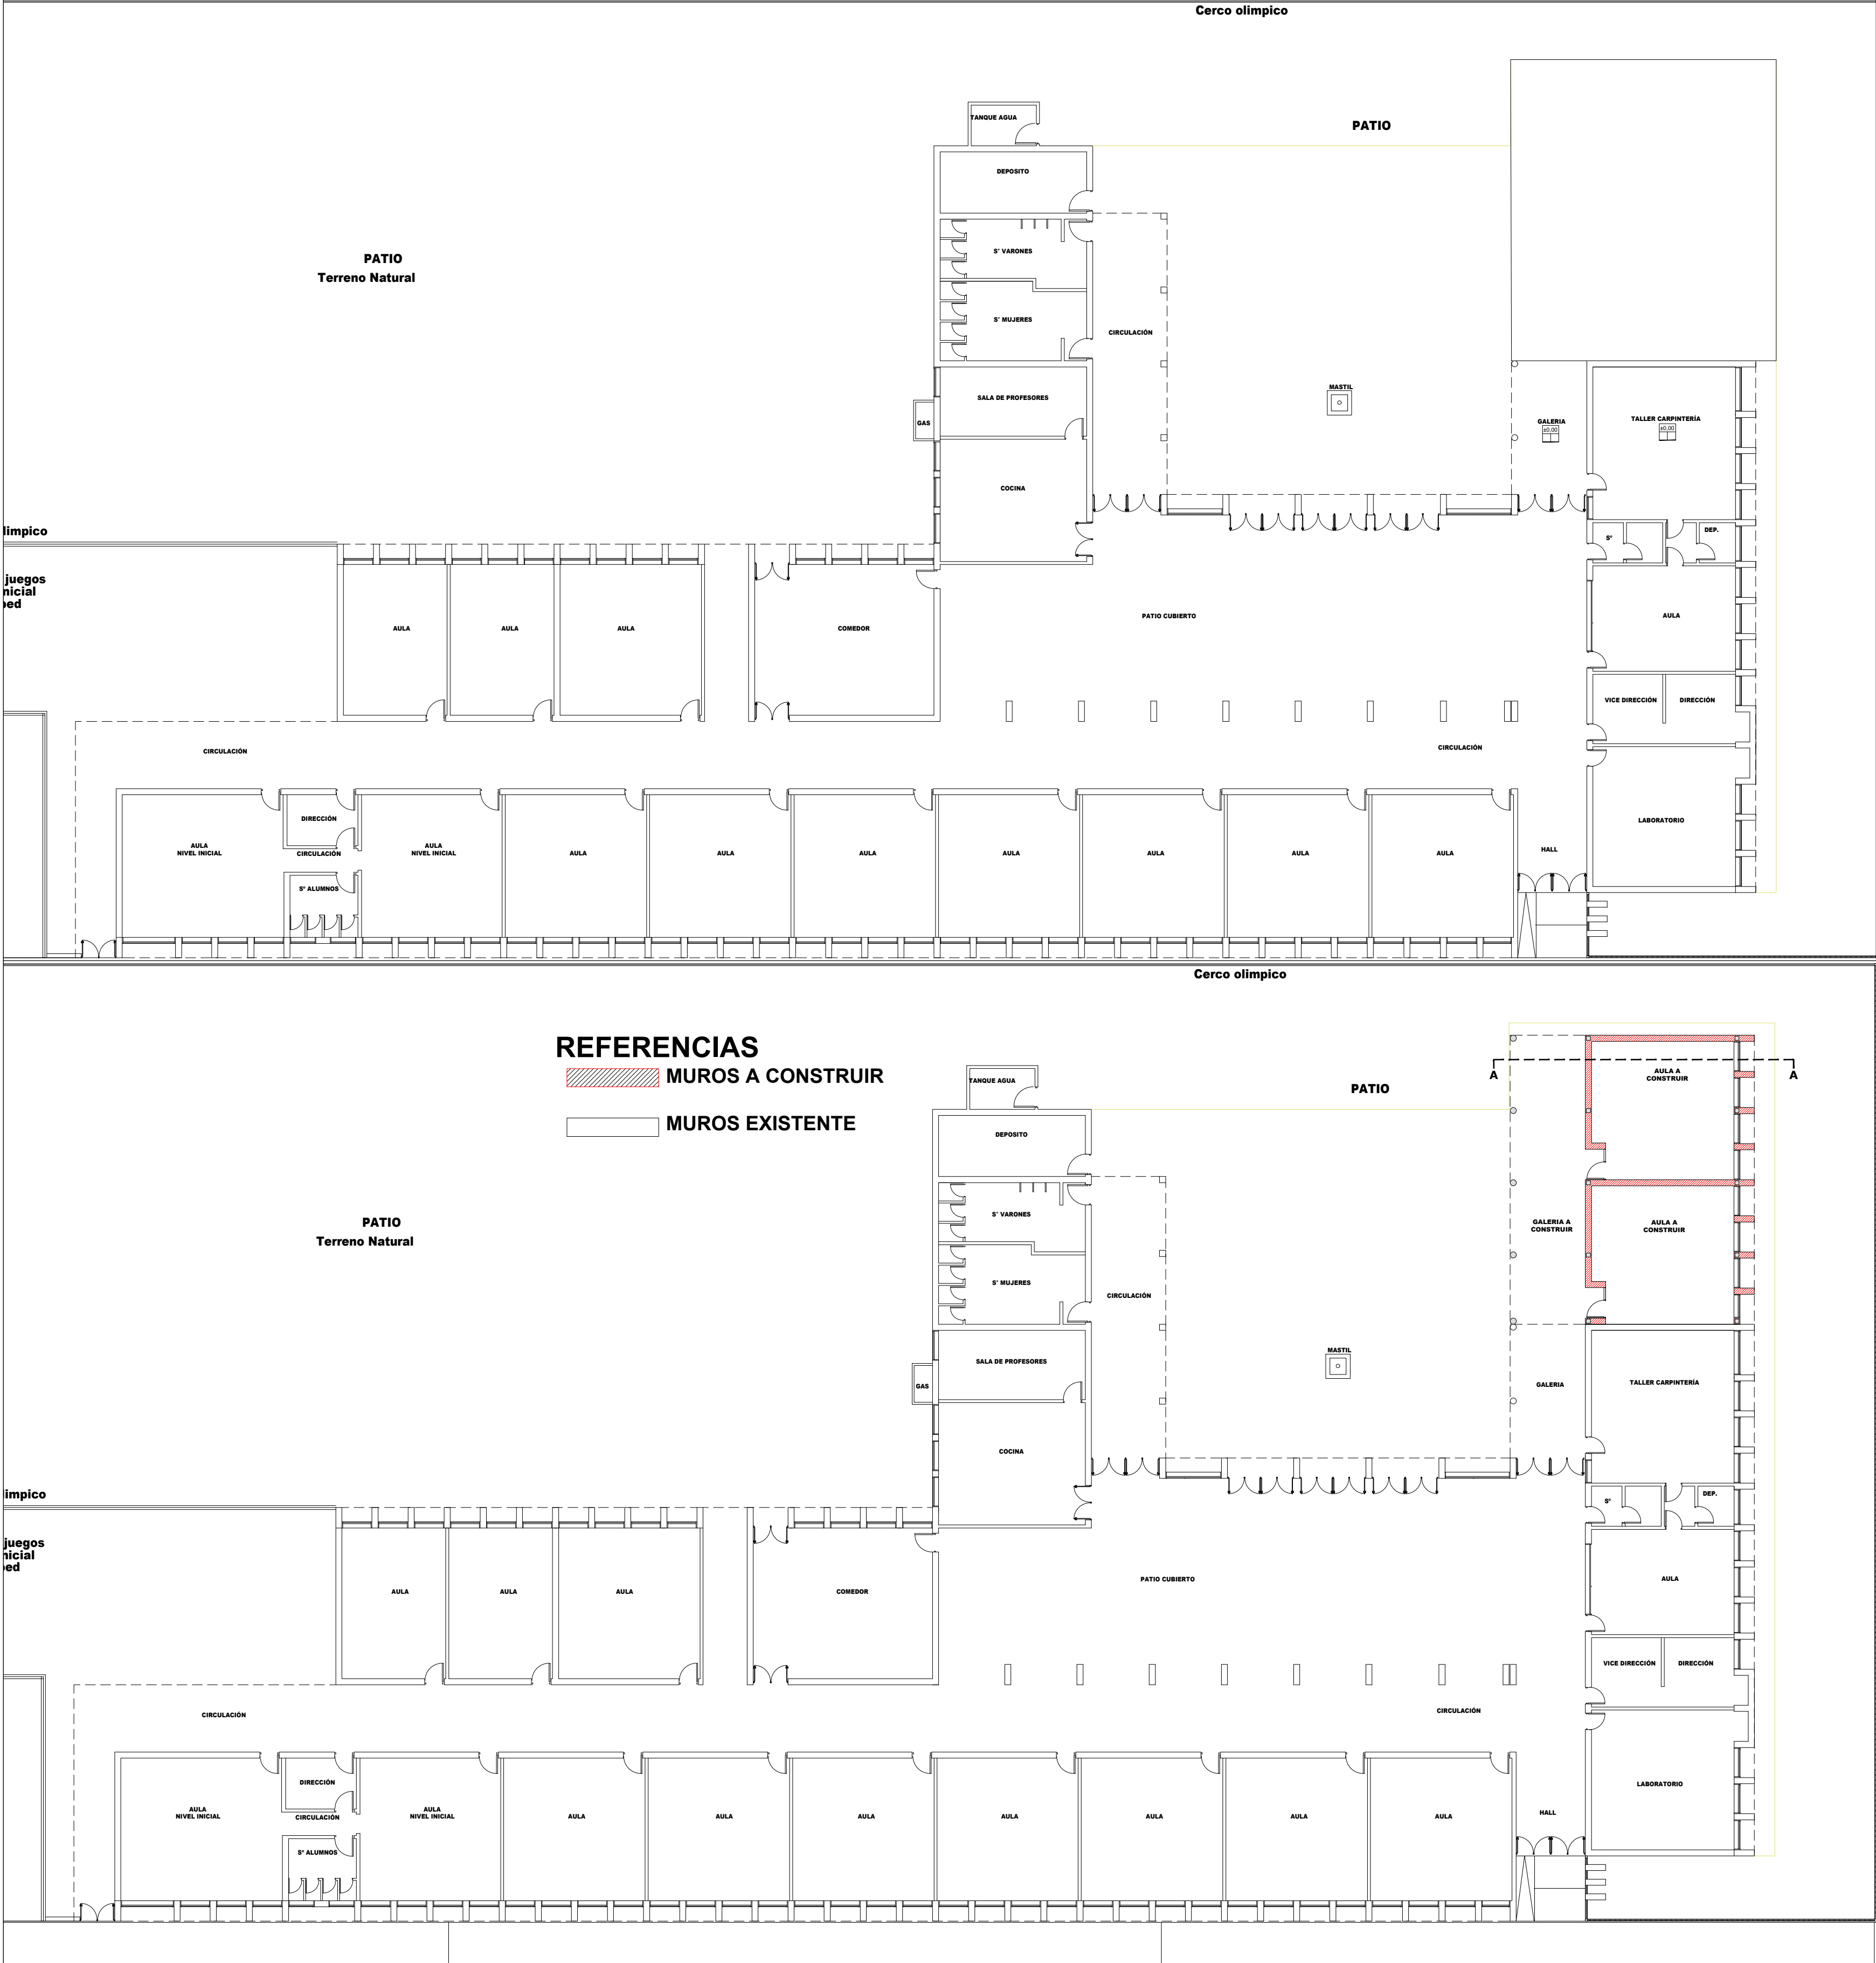 Cerco olimpico
PATIO
TANQUE AGUA
DEPOSITO
PATIO
Terreno Natural
S° VARONES
S° MUJERES
CIRCULACIÓN
MASTIL
SALA DE PROFESORES
GAS
GALERIA
±0,00
TALLER CARPINTERÍA
±0,00
COCINA
limpico
S°
DEP.
juegos
nicial
ped
AULA
AULA
AULA
COMEDOR
PATIO CUBIERTO
AULA
VICE DIRECCIÓN
DIRECCIÓN
CIRCULACIÓN
CIRCULACIÓN
DIRECCIÓN
LABORATORIO
AULA
NIVEL INICIAL
CIRCULACIÓN
AULA
NIVEL INICIAL
AULA
AULA
AULA
AULA
AULA
AULA
AULA
HALL
S° ALUMNOS
Cerco olimpico
REFERENCIAS
MUROS A CONSTRUIR
MUROS EXISTENTE
TANQUE AGUA
PATIO
A
A
AULA A
CONSTRUIR
DEPOSITO
PATIO
Terreno Natural
S° VARONES
GALERIA A
CONSTRUIR
AULA A
CONSTRUIR
S° MUJERES
CIRCULACIÓN
MASTIL
SALA DE PROFESORES
GAS
GALERIA
TALLER CARPINTERÍA
COCINA
impico
S°
DEP.
juegos
nicial
ped
AULA
AULA
AULA
COMEDOR
PATIO CUBIERTO
AULA
VICE DIRECCIÓN
DIRECCIÓN
CIRCULACIÓN
CIRCULACIÓN
DIRECCIÓN
LABORATORIO
AULA
NIVEL INICIAL
CIRCULACIÓN
AULA
NIVEL INICIAL
AULA
AULA
AULA
AULA
AULA
AULA
AULA
HALL
S° ALUMNOS